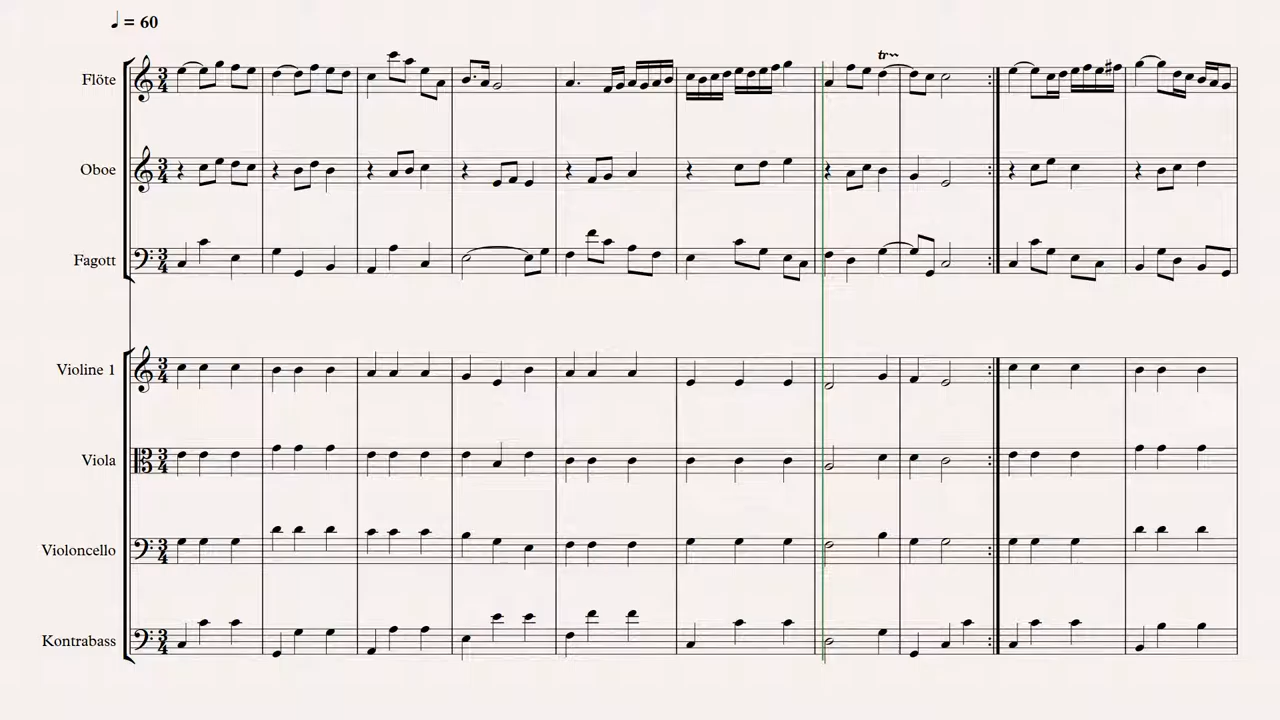 ♩ = 60
Flöte
tr
Oboe
Fagott
Violine 1
Viola
Violoncello
Kontrabass